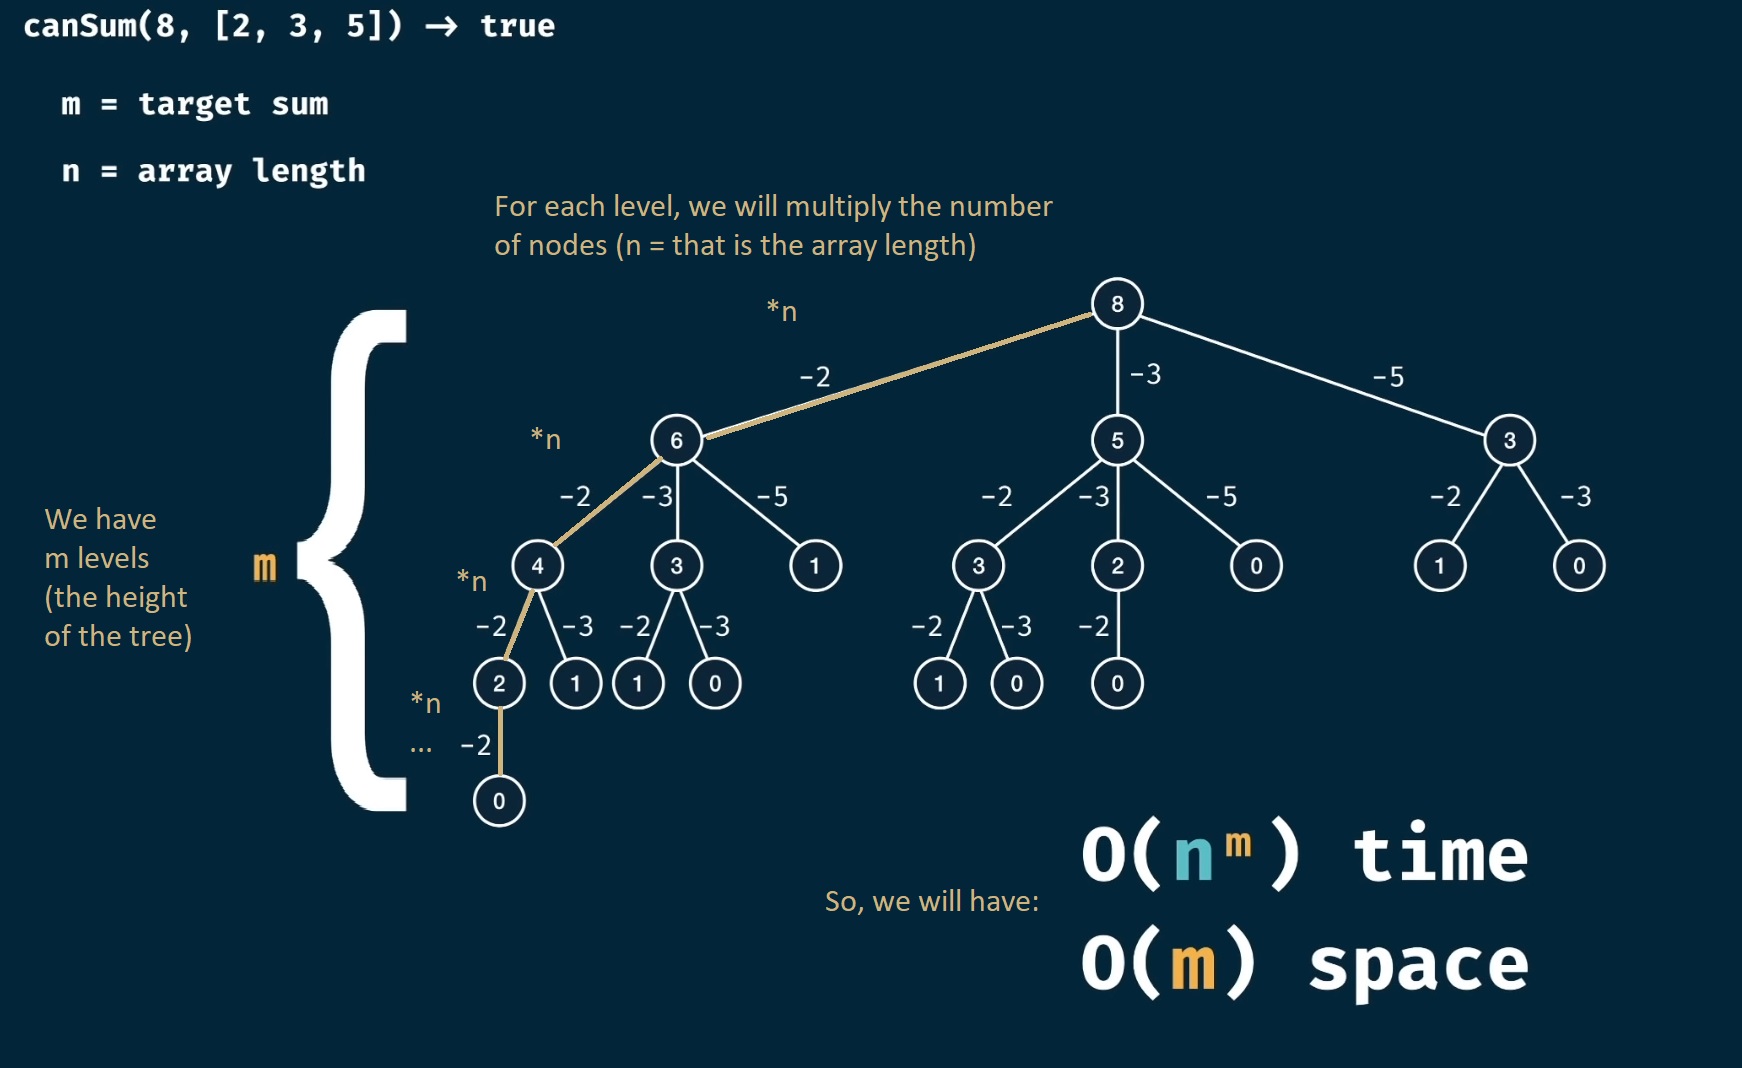 canSum(8, [2, 3, 5]) → true
m = target sum
n = array length
For each level, we will multiply the number
of nodes (n = that is the array length)
*n
8
-2
-3
-5
*n
6
5
3
-2
-3
-5
-2
-3
-5
-2
-3
We have
m levels
(the height
of the tree)
m
*n
4
3
1
3
2
0
1
0
-2
-3
-2
-3
-2
-3
-2
*n
2
1
1
0
1
0
0
...
-2
0
So, we will have:
O(n^m) time
O(m) space